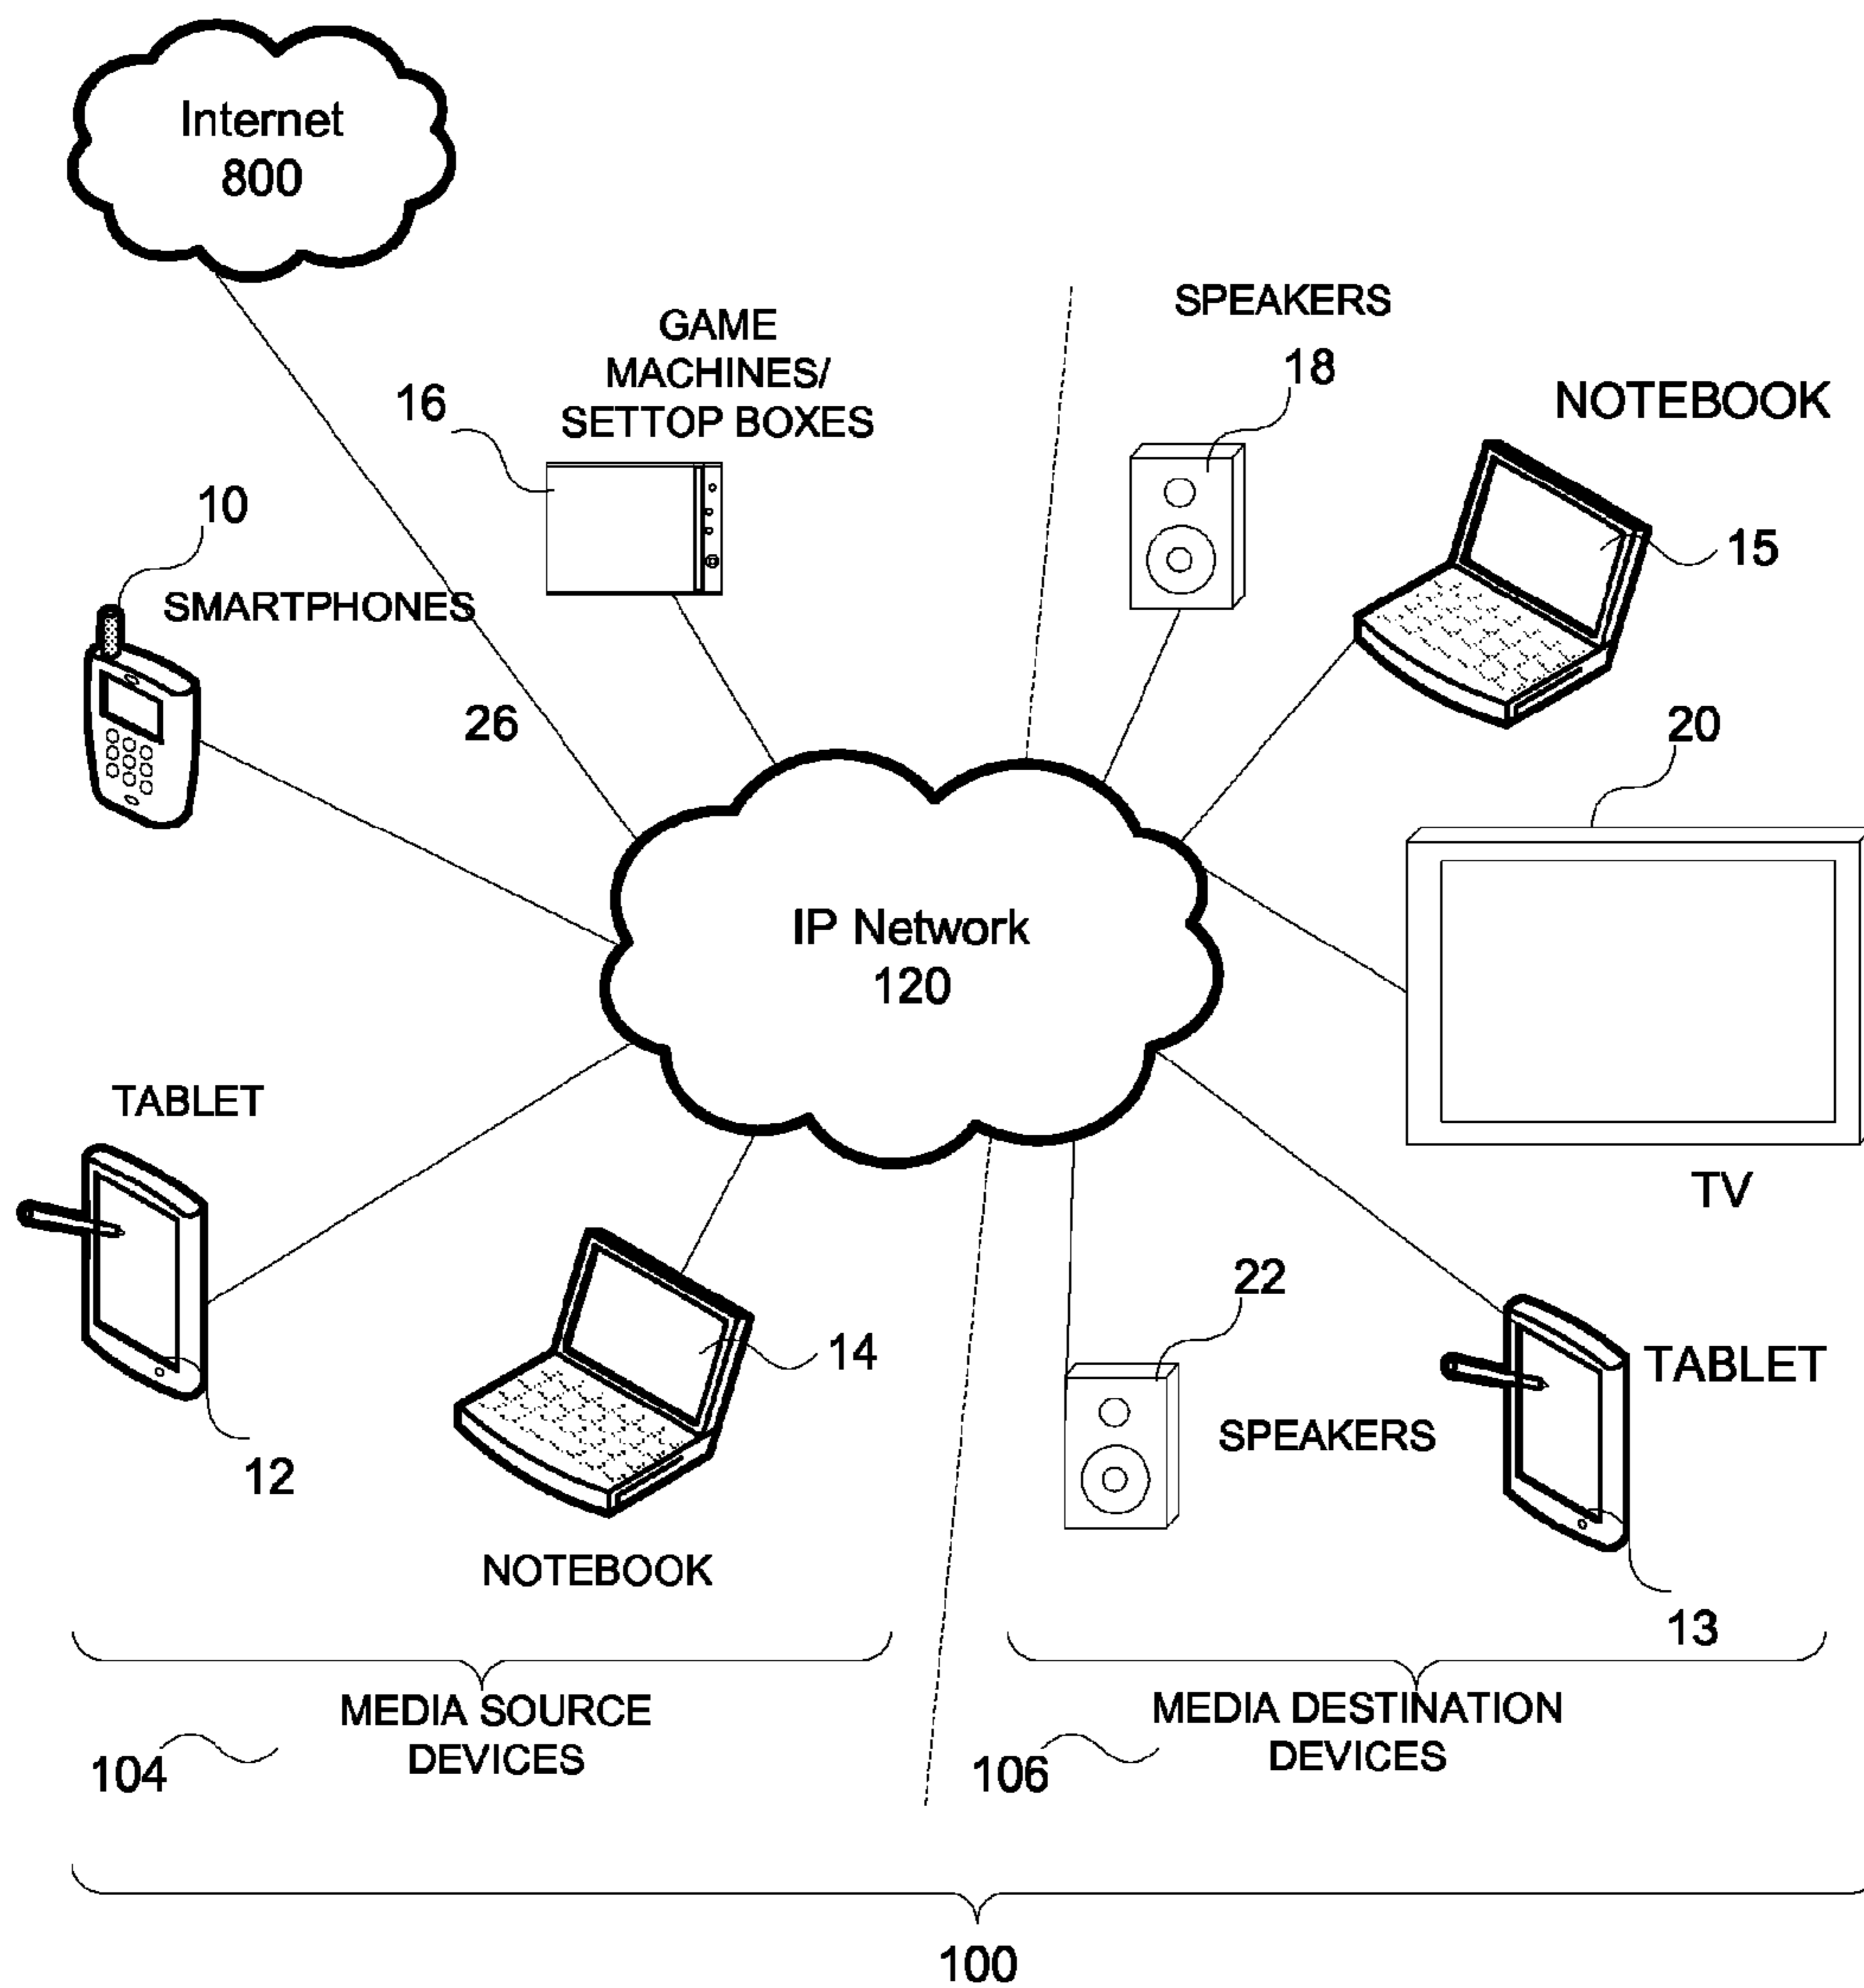 Internet
800
SPEAKERS
18
GAME
MACHINES/
SETTOP BOXES
16
NOTEBOOK
15
10
SMARTPHONES
26
20
IP Network
120
TV
TABLET
12
14
NOTEBOOK
22
SPEAKERS
TABLET
13
MEDIA SOURCE
DEVICES
104
MEDIA DESTINATION
DEVICES
106
100